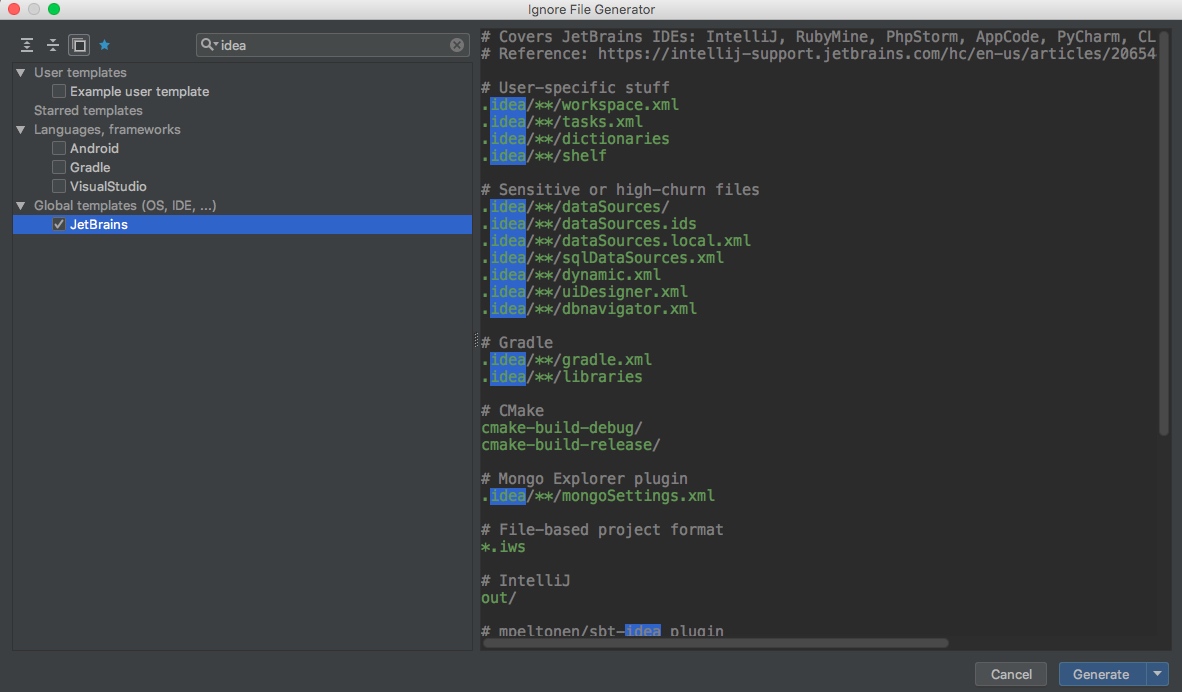 Ignore File Generator
idea
User templates
Example user template
Starred templates
Languages, frameworks
Android
Gradle
VisualStudio
Global templates (OS, IDE, ...)
JetBrains
# Covers JetBrains IDEs: IntelliJ, RubyMine, PhpStorm, AppCode, PyCharm, CL
# Reference: https://intellij-support.jetbrains.com/hc/en-us/articles/20654
# User-specific stuff
.idea/**/workspace.xml
.idea/**/tasks.xml
.idea/**/dictionaries
.idea/**/shelf
# Sensitive or high-churn files
.idea/**/dataSources/
.idea/**/dataSources.ids
.idea/**/dataSources.local.xml
.idea/**/sqlDataSources.xml
.idea/**/dynamic.xml
.idea/**/uiDesigner.xml
.idea/**/dbnavigator.xml
# Gradle
.idea/**/gradle.xml
.idea/**/libraries
# CMake
cmake-build-debug/
cmake-build-release/
# Mongo Explorer plugin
.idea/**/mongoSettings.xml
# File-based project format
*.iws
# IntelliJ
out/
# mpeltonen/sbt-idea plugin
Cancel
Generate